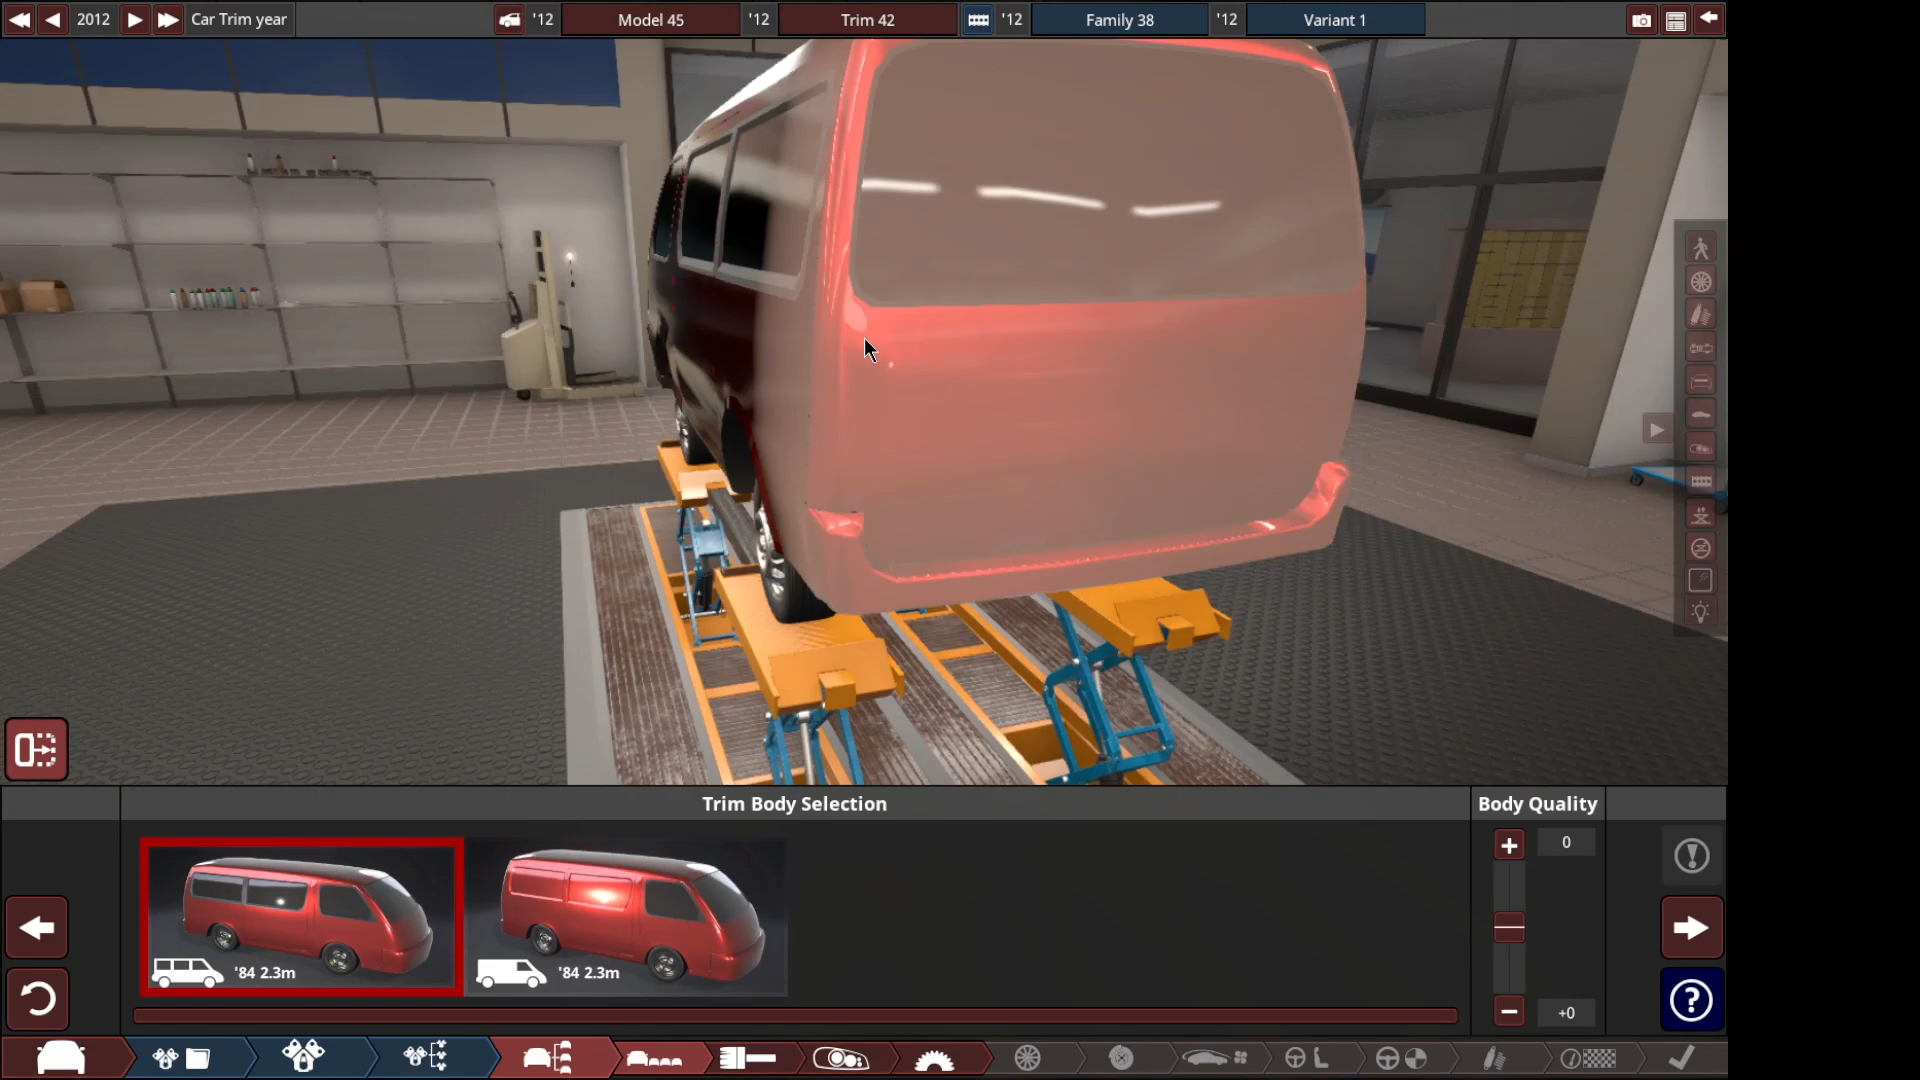 2012 Car Trim year '12 Model 45 '12 Trim 42 '12 Family 38 '12 Variant 1
Trim Body Selection
Body Quality
'84 2.3m
'84 2.3m
+ 0
- +0
?